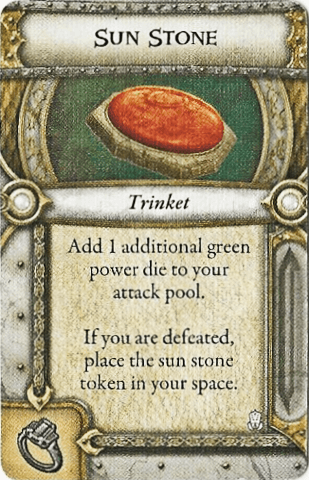 SUN STONE
Trinket
Add 1 additional green
power die to your
attack pool.
If you are defeated,
place the sun stone
token in your space.